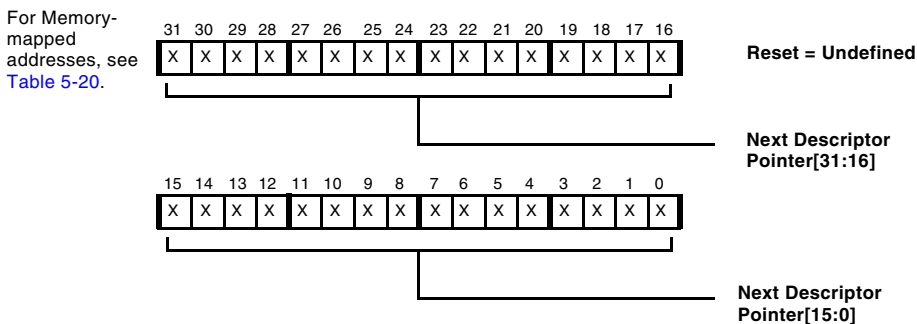 For Memory-
mapped
addresses, see
Table 5-20.
31 30 29 28 27 26 25 24 23 22 21 20 19 18 17 16
X X X X X X X X X X X X X X X X
Reset = Undefined
Next Descriptor
Pointer[31:16]
15 14 13 12 11 10 9 8 7 6 5 4 3 2 1 0
X X X X X X X X X X X X X X X X
Next Descriptor
Pointer[15:0]